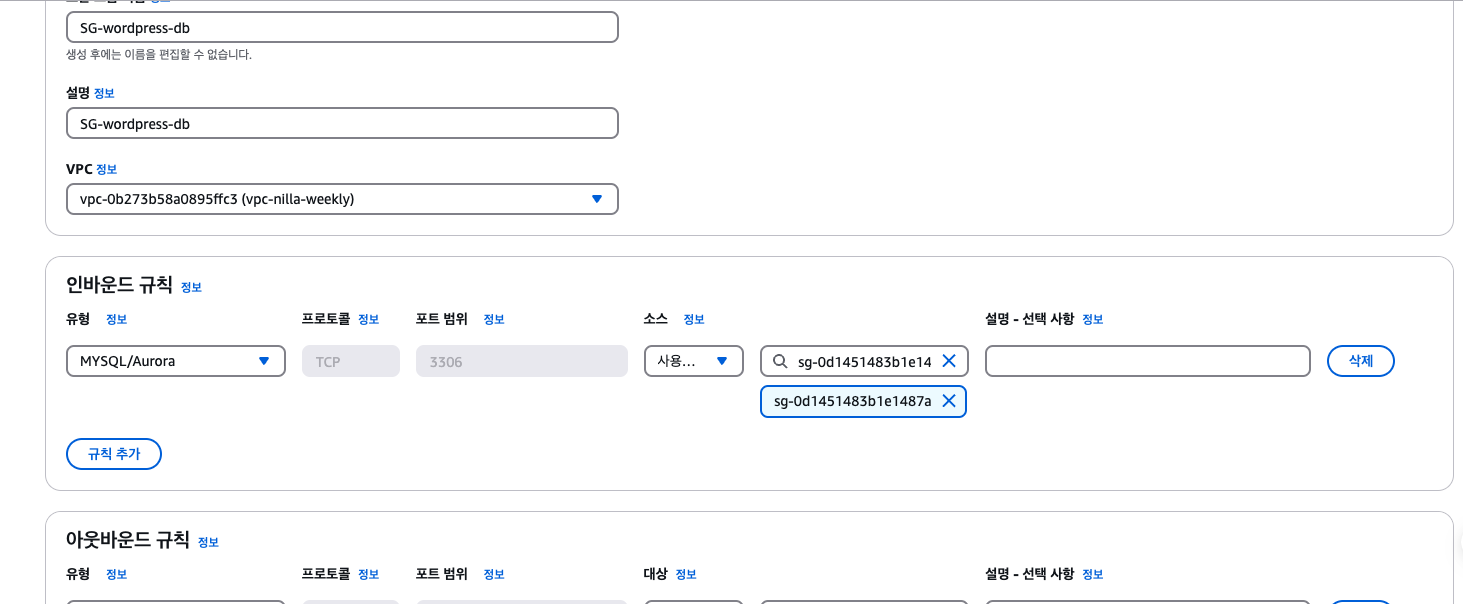 SG-wordpress-db
생성 후에는 이름을 편집할 수 없습니다.
설명 정보
SG-wordpress-db
VPC 정보
vpc-0b273b58a0895ffc3 (vpc-nilla-weekly)
인바운드 규칙 정보
유형 정보 프로토콜 정보 포트 범위 정보 소스 정보 설명 - 선택 사항 정보
MYSQL/Aurora TCP 3306 사용... sg-0d1451483b1e14 삭제
sg-0d1451483b1e1487a
규칙 추가
아웃바운드 규칙 정보
유형 정보 프로토콜 정보 포트 범위 정보 대상 정보 설명 - 선택 사항 정보